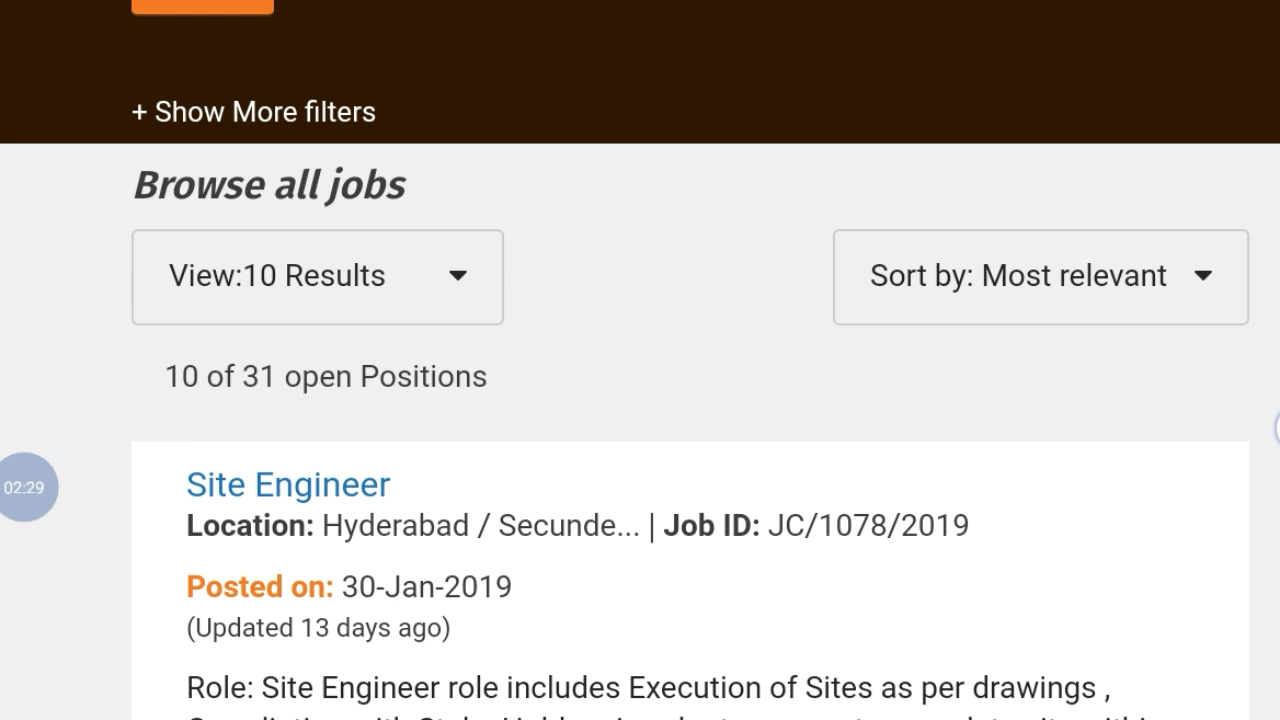 + Show More filters
Browse all jobs
View:10 Results
Sort by: Most relevant
10 of 31 open Positions
Site Engineer
Location: Hyderabad / Secunde... | Job ID: JC/1078/2019
02:29
Posted on: 30-Jan-2019
(Updated 13 days ago)
Role: Site Engineer role includes Execution of Sites as per drawings ,